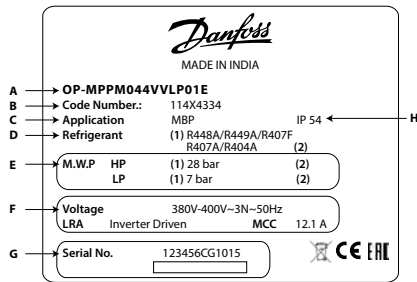 Danfoss
MADE IN INDIA
A OP-MPPM044VVLP01E
B Code Number.: 114X4334
C Application MBP IP 54 H
D Refrigerant (1) R448A/R449A/R407F
R407A/R404A (2)
E M.W.P HP (1) 28 bar (2)
LP (1) 7 bar (2)
F Voltage 380V-400V~3N~50Hz
LRA Inverter Driven MCC 12.1 A
G Serial No. 123456CG1015
CE EAC